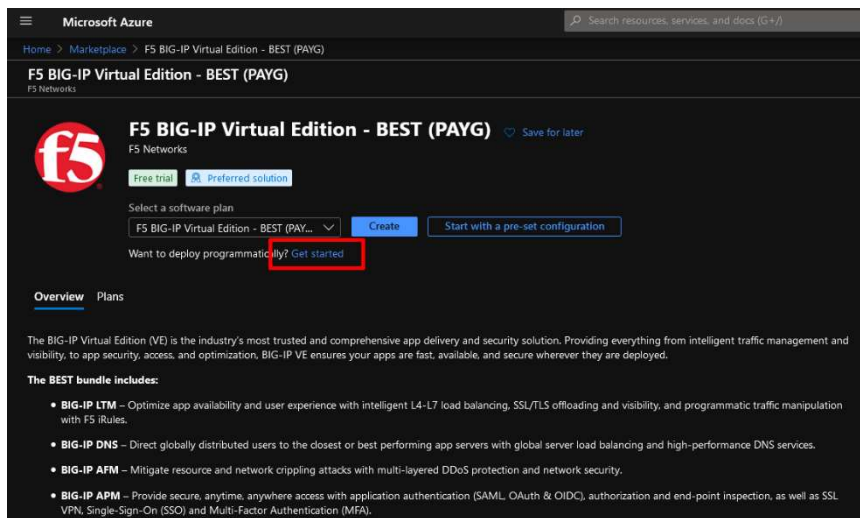 Microsoft Azure
Search resources, services, and docs (G+/)
Home > Marketplace > F5 BIG-IP Virtual Edition - BEST (PAYG)
F5 BIG-IP Virtual Edition - BEST (PAYG)
F5 Networks
f5
F5 BIG-IP Virtual Edition - BEST (PAYG) Save for later
F5 Networks
Free trial Preferred solution
Select a software plan
F5 BIG-IP Virtual Edition - BEST (PAY... Create Start with a pre-set configuration
Want to deploy programmatically? Get started
Overview Plans
The BIG-IP Virtual Edition (VE) is the industry's most trusted and comprehensive app delivery and security solution. Providing everything from intelligent traffic management and
visibility, to app security, access, and optimization, BIG-IP VE ensures your apps are fast, available, and secure wherever they are deployed.
The BEST bundle includes:
• BIG-IP LTM – Optimize app availability and user experience with intelligent L4-L7 load balancing, SSL/TLS offloading and visibility, and programmatic traffic manipulation
with F5 iRules.
• BIG-IP DNS – Direct globally distributed users to the closest or best performing app servers with global server load balancing and high-performance DNS services.
• BIG-IP AFM – Mitigate resource and network crippling attacks with multi-layered DDoS protection and network security.
• BIG-IP APM – Provide secure, anytime, anywhere access with application authentication (SAML, OAuth & OIDC), authorization and end-point inspection, as well as SSL
VPN, Single-Sign-On (SSO) and Multi-Factor Authentication (MFA).